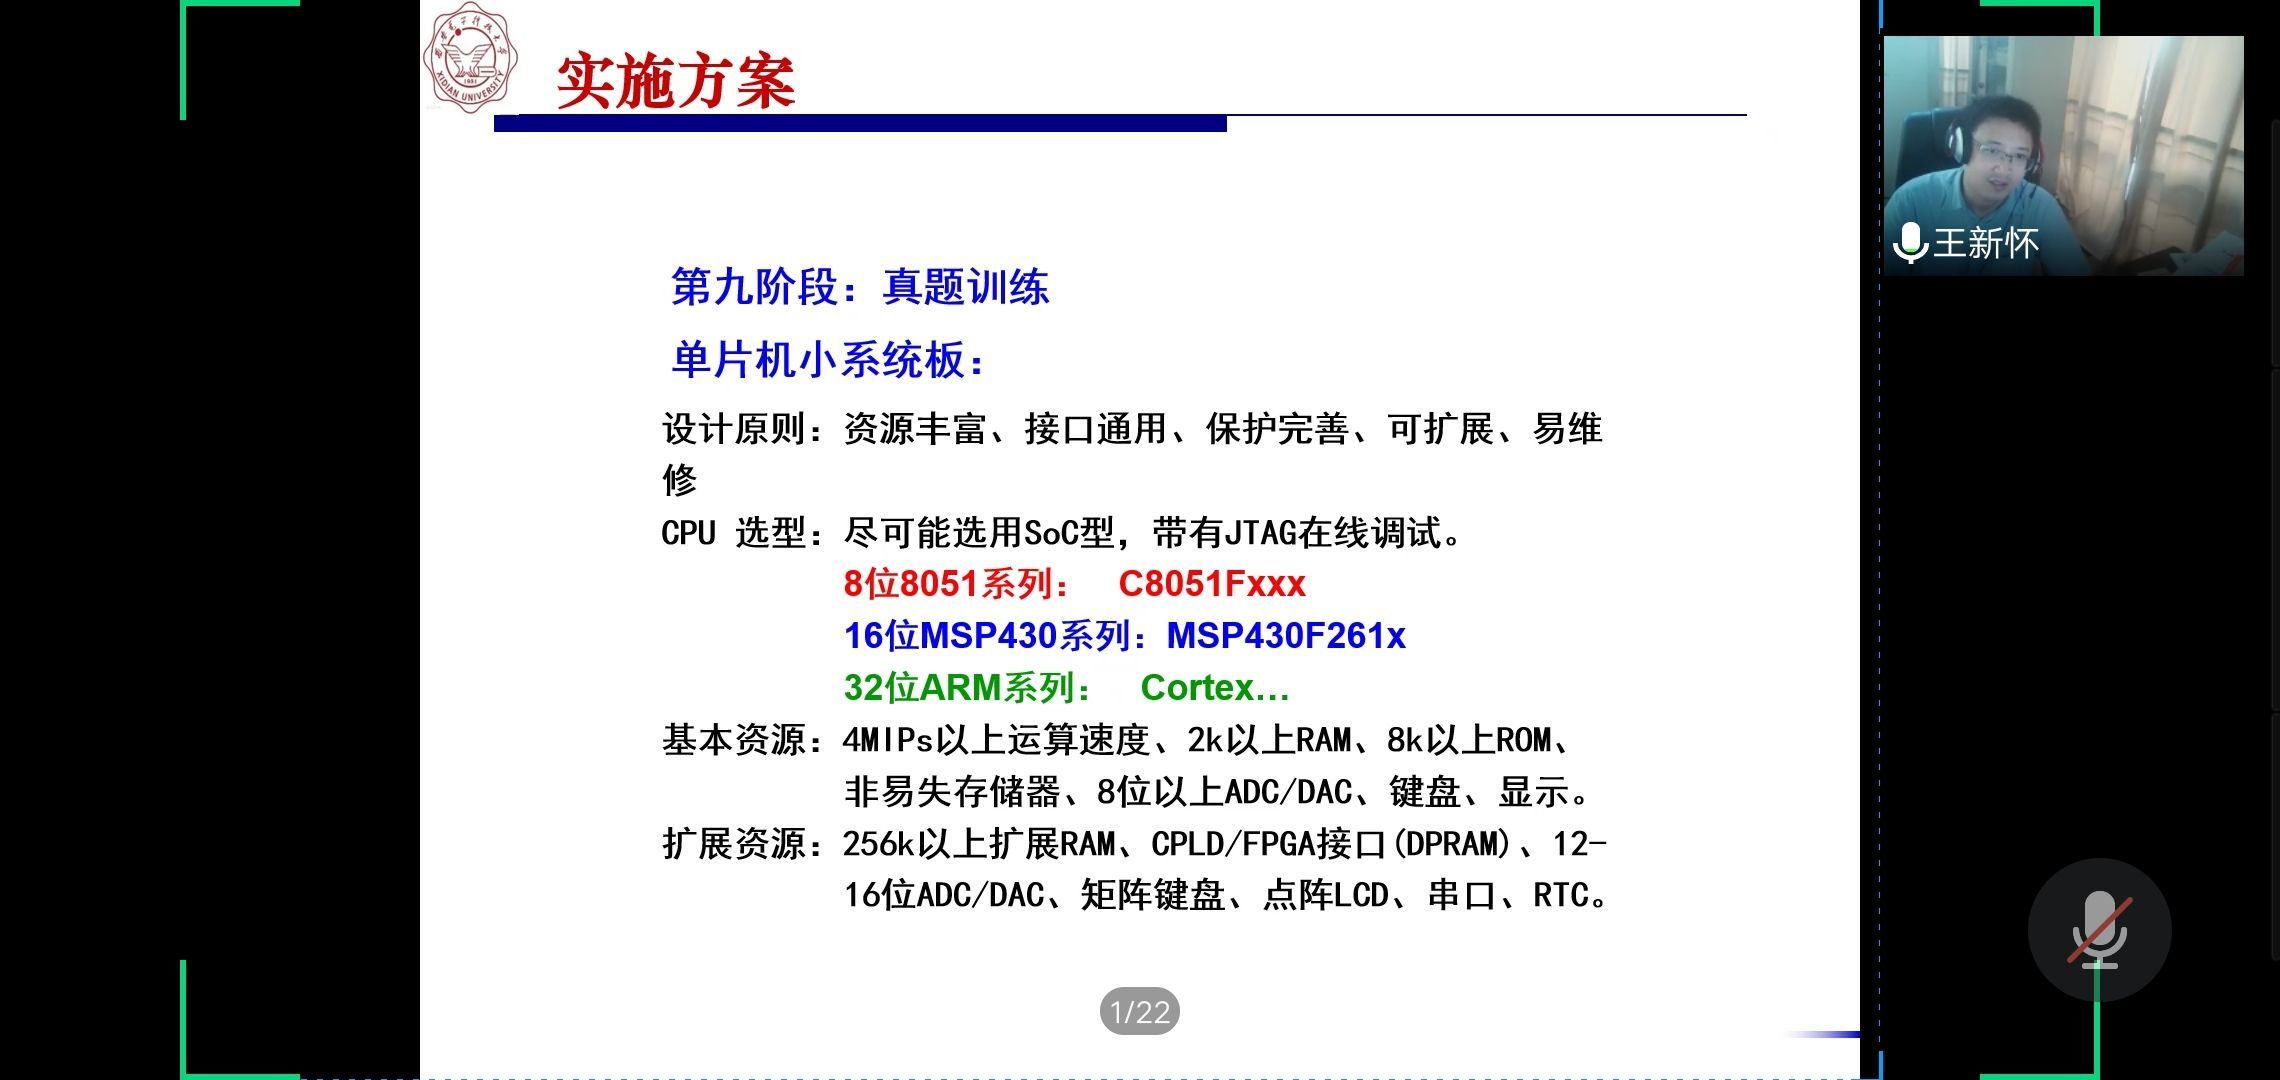 实施方案
XIDIAN UNIVERSITY
1931
王新怀
第九阶段：真题训练
单片机小系统板：
设计原则：资源丰富、接口通用、保护完善、可扩展、易维
修
CPU 选型：尽可能选用SoC型，带有JTAG在线调试。
8位8051系列： C8051Fxxx
16位MSP430系列：MSP430F261x
32位ARM系列： Cortex…
基本资源：4MIPs以上运算速度、2k以上RAM、8k以上ROM、
非易失存储器、8位以上ADC/DAC、键盘、显示。
扩展资源：256k以上扩展RAM、CPLD/FPGA接口(DPRAM)、12-
16位ADC/DAC、矩阵键盘、点阵LCD、串口、RTC。
1/22